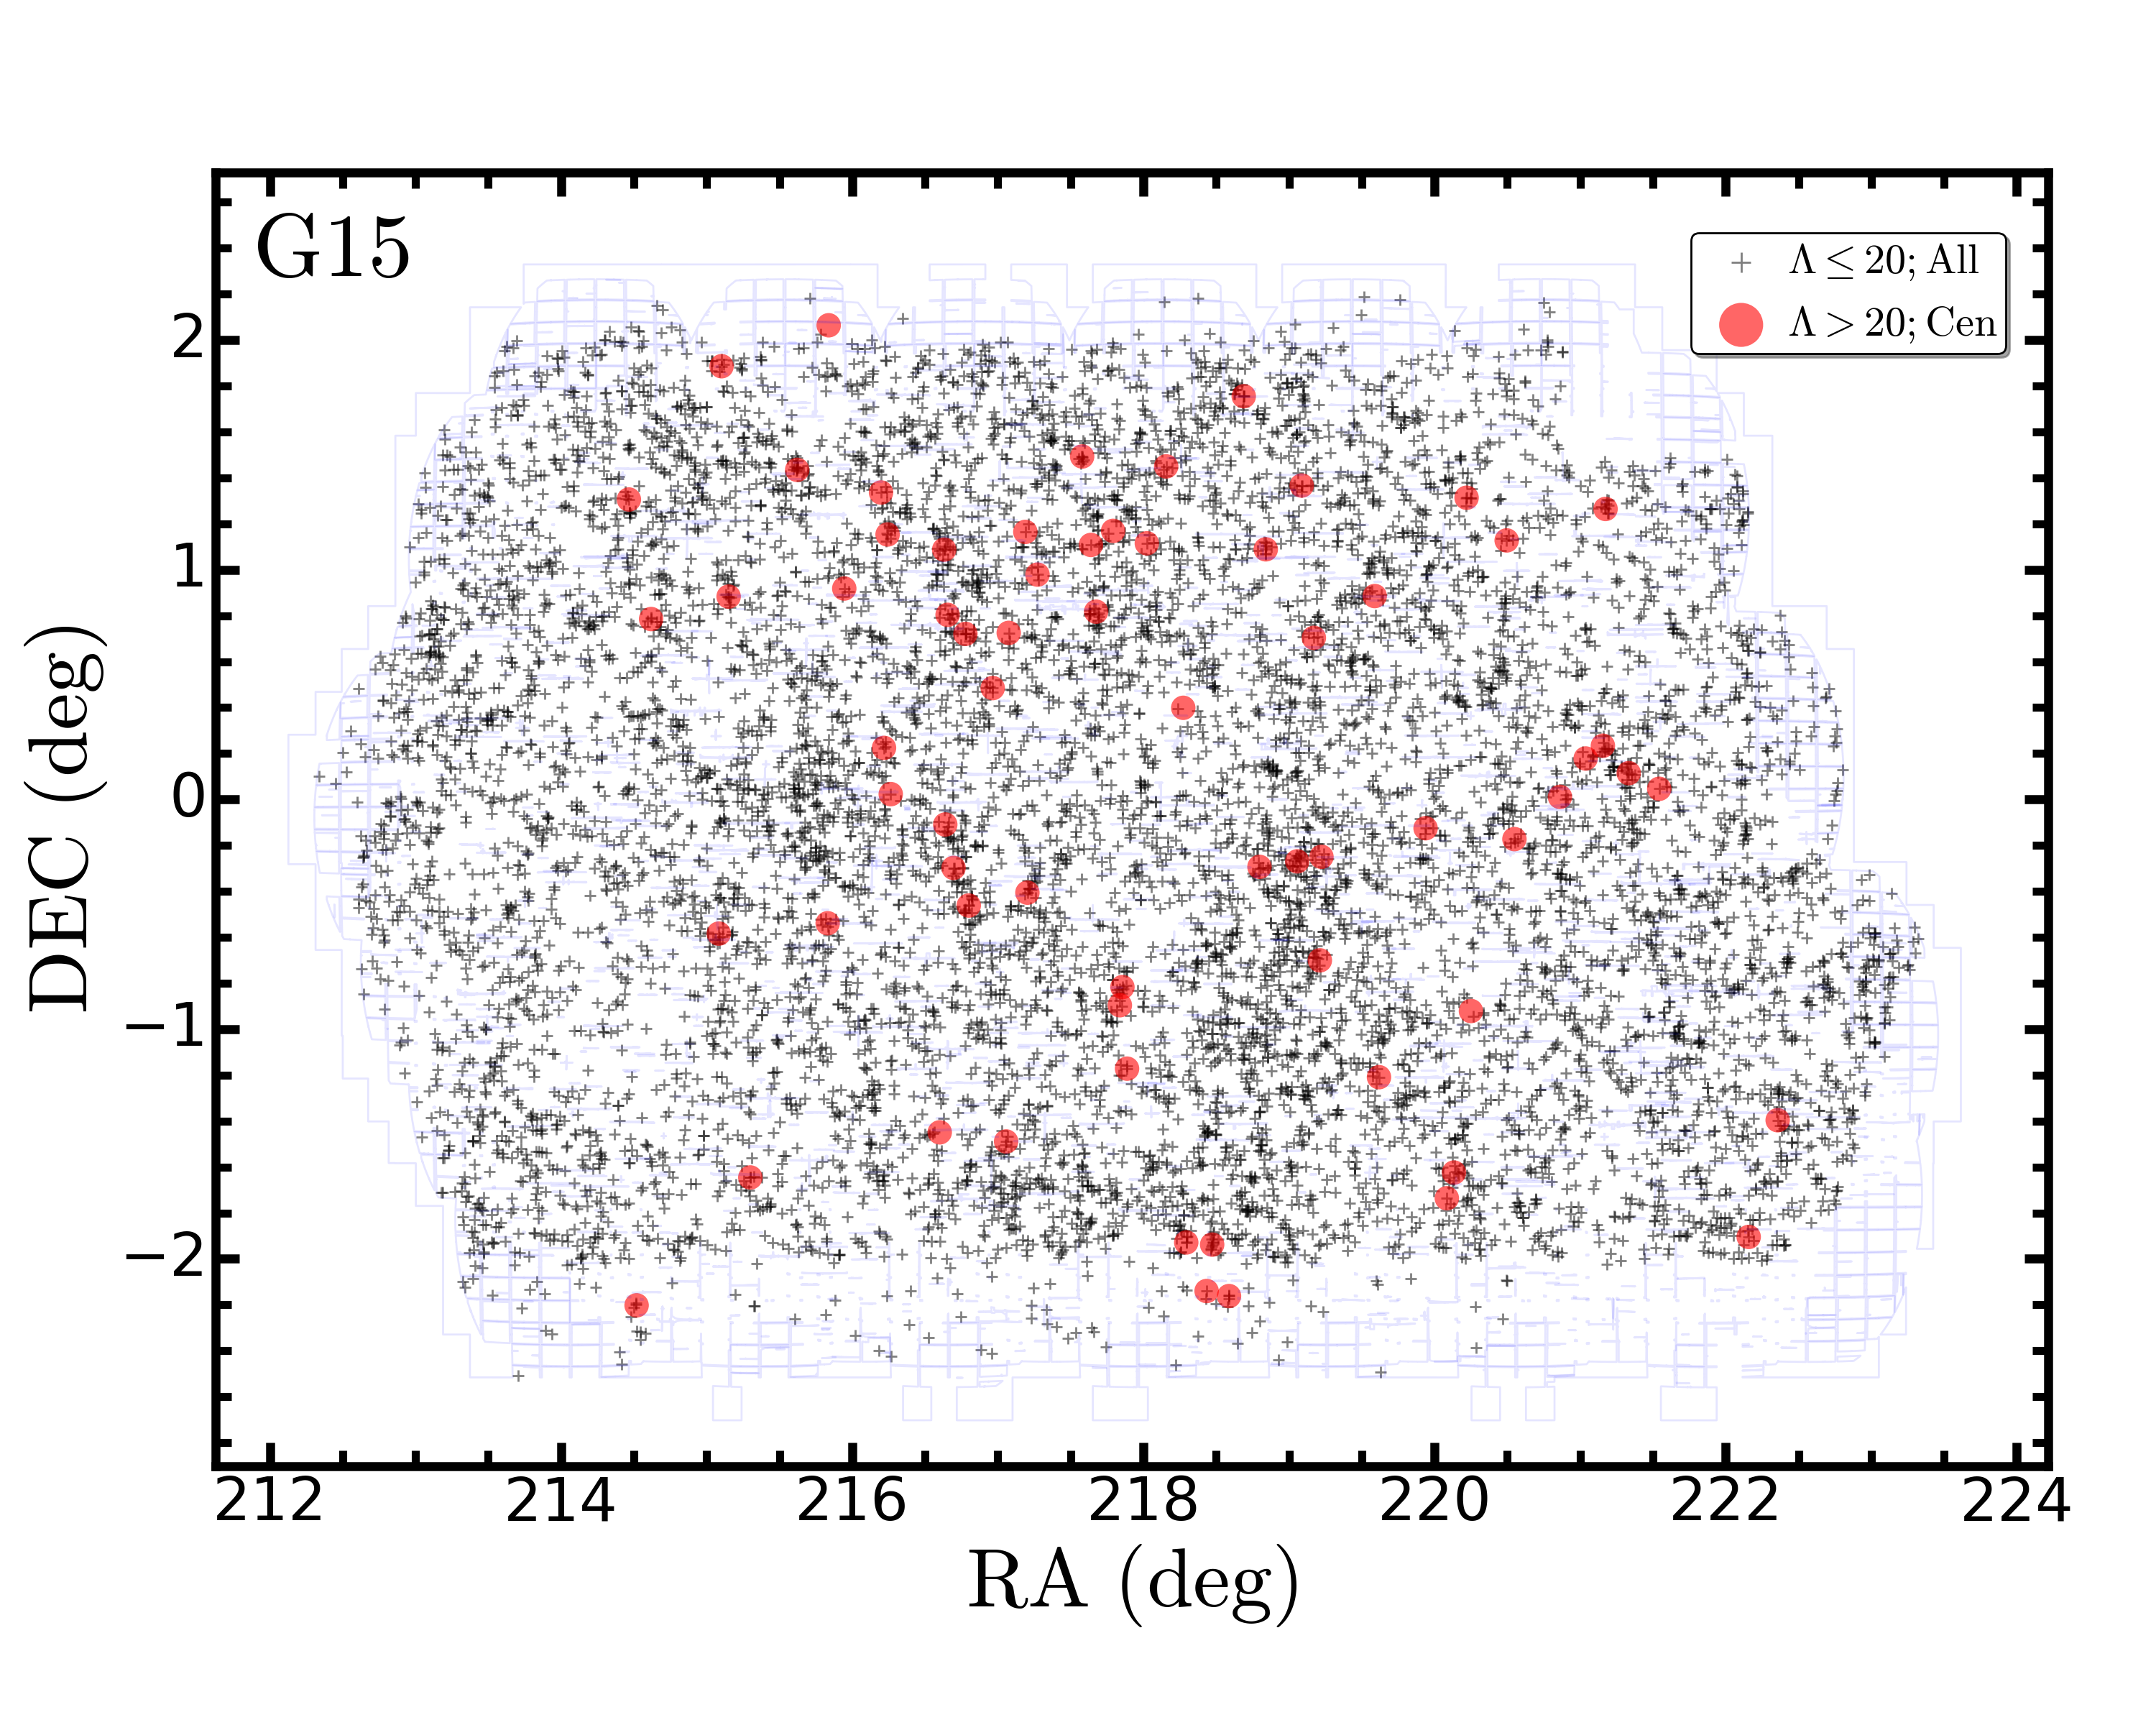 G15
Λ ≤ 20; All
Λ > 20; Cen
2
1
0
−1
−2
DEC (deg)
212 214 216 218 220 222 224
RA (deg)